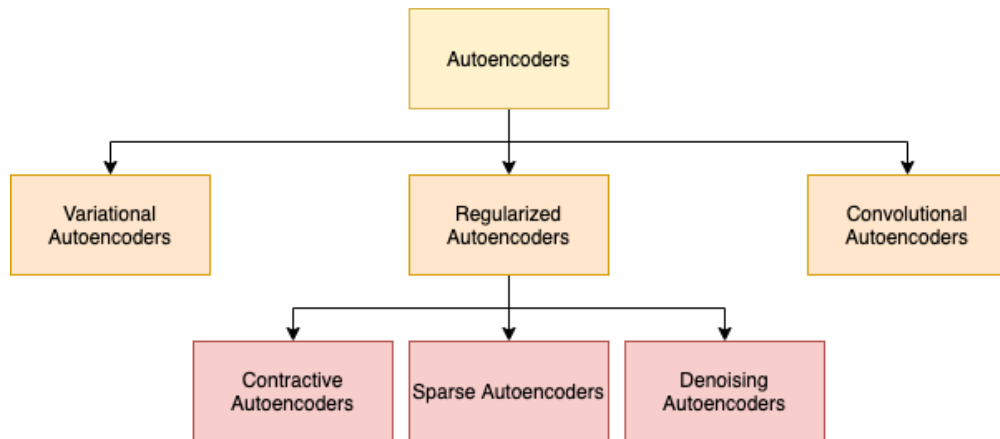 Autoencoders
Variational
Autoencoders
Regularized
Autoencoders
Convolutional
Autoencoders
Contractive
Autoencoders
Sparse Autoencoders
Denoising
Autoencoders